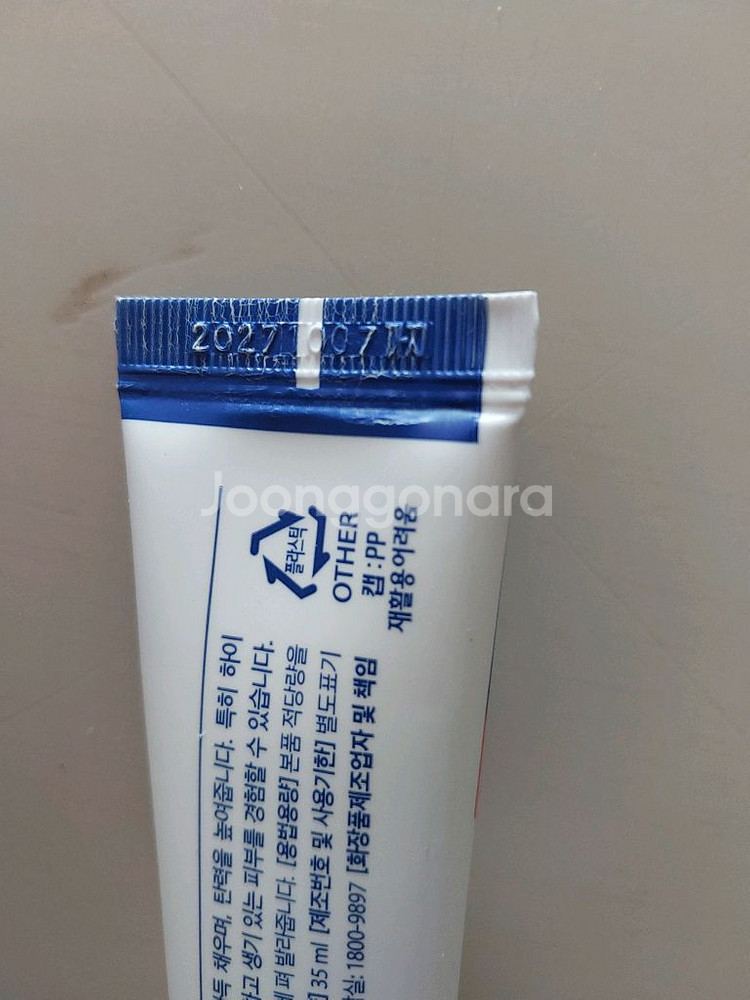 2027
Joonagonara
플라스틱
OTHER
캡 :PP
재활용어려움
채우며, 탄력을 높여줍니다. 특히 하이
하고 생기 있는 피부를 경험할 수 있습니다.
펴 발라줍니다. [용법용량] 본품 적당량을
35 ml [제조번호 및 사용기한] 별도표기
실: 1800-9897 [화장품제조업자 및 책임